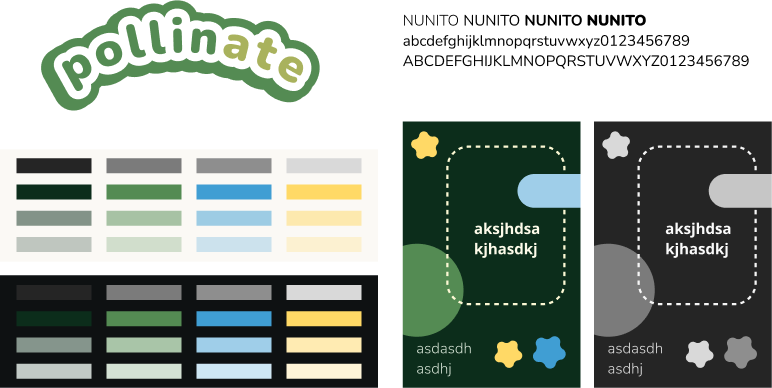 pollinate
NUNITO NUNITO NUNITO NUNITO
abcdefghijklmnopqrstuvwxyz0123456789
ABCDEFGHIJKLMNOPQRSTUVWXYZ0123456789
aksjhdsa
kjhasdkj
asdasdh
asdhj
aksjhdsa
kjhasdkj
asdasdh
asdhj